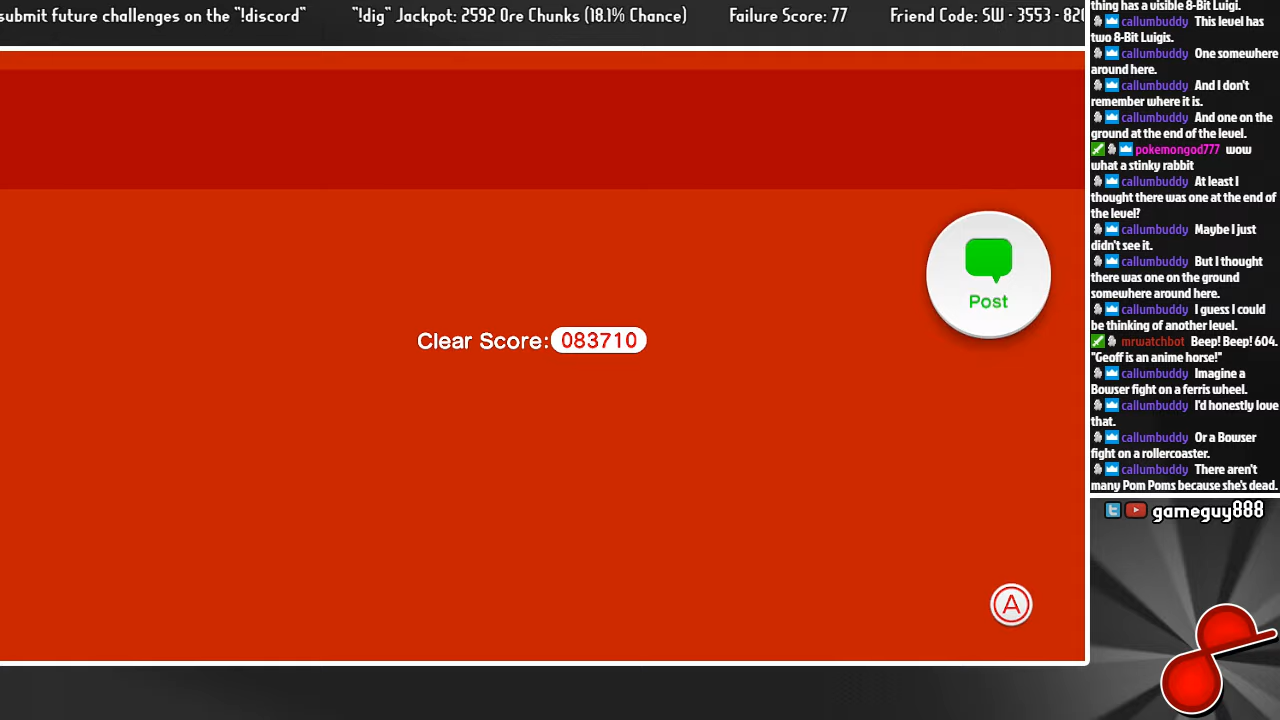 submit future challenges on the "!discord"
"!dig" Jackpot: 2592 Ore Chunks (18.1% Chance)
Failure Score: 77
Friend Code: SW - 3553 - 820
Clear Score: 083710
Post
A
thing has a visible 8-Bit Luigi.
callumbuddy This level has
two 8-Bit Luigis.
callumbuddy One somewhere
around here.
callumbuddy And I don't
remember where it is.
callumbuddy And one on the
ground at the end of the level.
pokemongod777 wow
what a stinky rabbit
callumbuddy At least I
thought there was one at the end of
the level?
callumbuddy Maybe I just
didn't see it.
callumbuddy But I thought
there was one on the ground
somewhere around here.
callumbuddy I guess I could
be thinking of another level.
mrwatchbot Beep! Beep! 604.
"Geoff is an anime horse!"
callumbuddy Imagine a
Bowser fight on a ferris wheel.
callumbuddy I'd honestly love
that.
callumbuddy Or a Bowser
fight on a rollercoaster.
callumbuddy There aren't
many Pom Poms because she's dead.
gameguy888